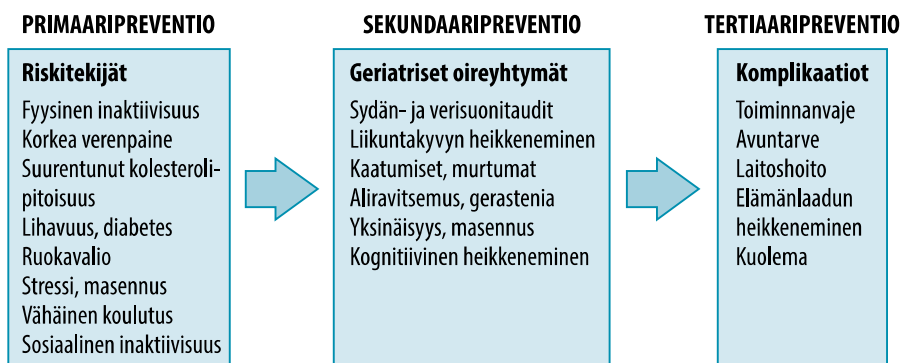 PRIMAARIPREVENTIO
Riskitekijät
Fyysinen inaktiivisuus
Korkea verenpaine
Suurentunut kolesteroli-
pitoisuus
Lihavuus, diabetes
Ruokavalio
Stressi, masennus
Vähäinen koulutus
Sosiaalinen inaktiivisuus
SEKUNDAARIPREVENTIO
Geriatriset oireyhtymät
Sydän- ja verisuonitaudit
Liikuntakyvyn heikkeneminen
Kaatumiset, murtumat
Aliravitsemus, gerastenia
Yksinäisyys, masennus
Kognitiivinen heikkeneminen
TERTIAARIPREVENTIO
Komplikaatiot
Toiminnanvaje
Avuntarve
Laitoshoito
Elämänlaadun
heikkeneminen
Kuolema